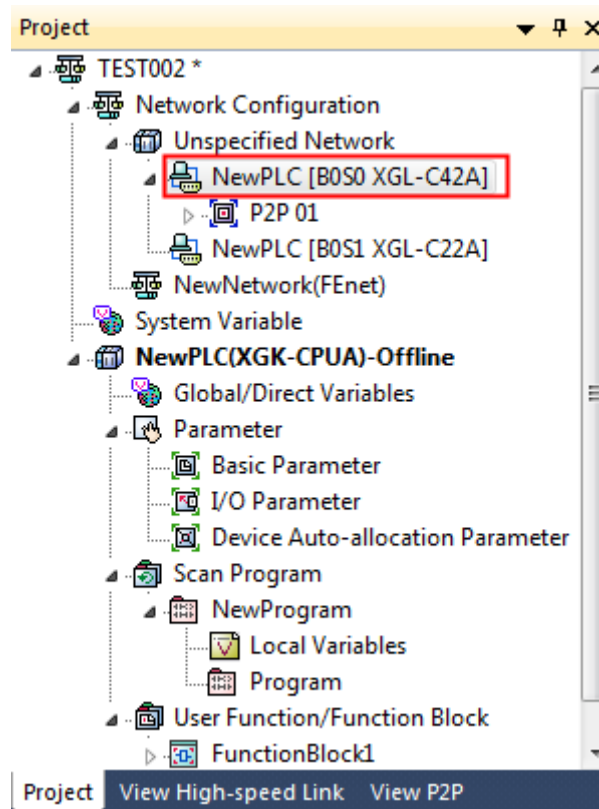 Project
TEST002 *
Network Configuration
Unspecified Network
NewPLC [B0S0 XGL-C42A]
P2P 01
NewPLC [B0S1 XGL-C22A]
NewNetwork(FEnet)
System Variable
NewPLC(XGK-CPUA)-Offline
Global/Direct Variables
Parameter
Basic Parameter
I/O Parameter
Device Auto-allocation Parameter
Scan Program
NewProgram
Local Variables
Program
User Function/Function Block
FunctionBlock1
Project View High-speed Link View P2P